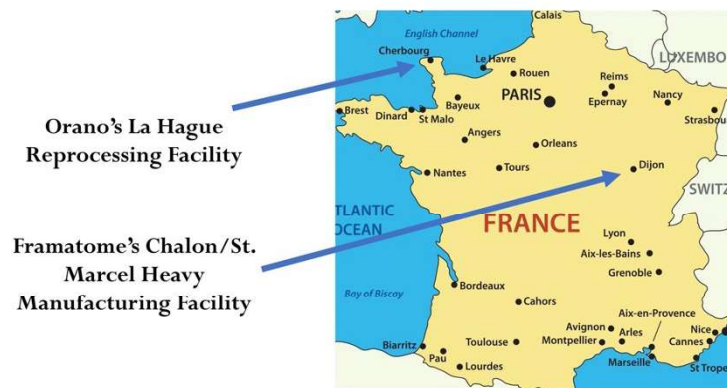 Orano's La Hague
Reprocessing Facility
Framatome's Chalon/St.
Marcel Heavy
Manufacturing Facility
Calais
English Channel
Cherbourg
Le Havre
Rouen
Reims
LUXEMBO
Bayeux
PARIS
Epernay
Nancy
Brest
Dinard
St Malo
Strasbou
Angers
Orleans
Nantes
Tours
Dijon
SWITZ
ATLANTIC
OCEAN
FRANCE
Lyon
Aix-les-Bains
Grenoble
Bay of Biscay
Bordeaux
Cahors
Aix-en-Provence
Avignon
Arles
Nice
Biarritz
Toulouse
Montpellier
Cannes
Pau
Marseille
St Trope
Lourdes